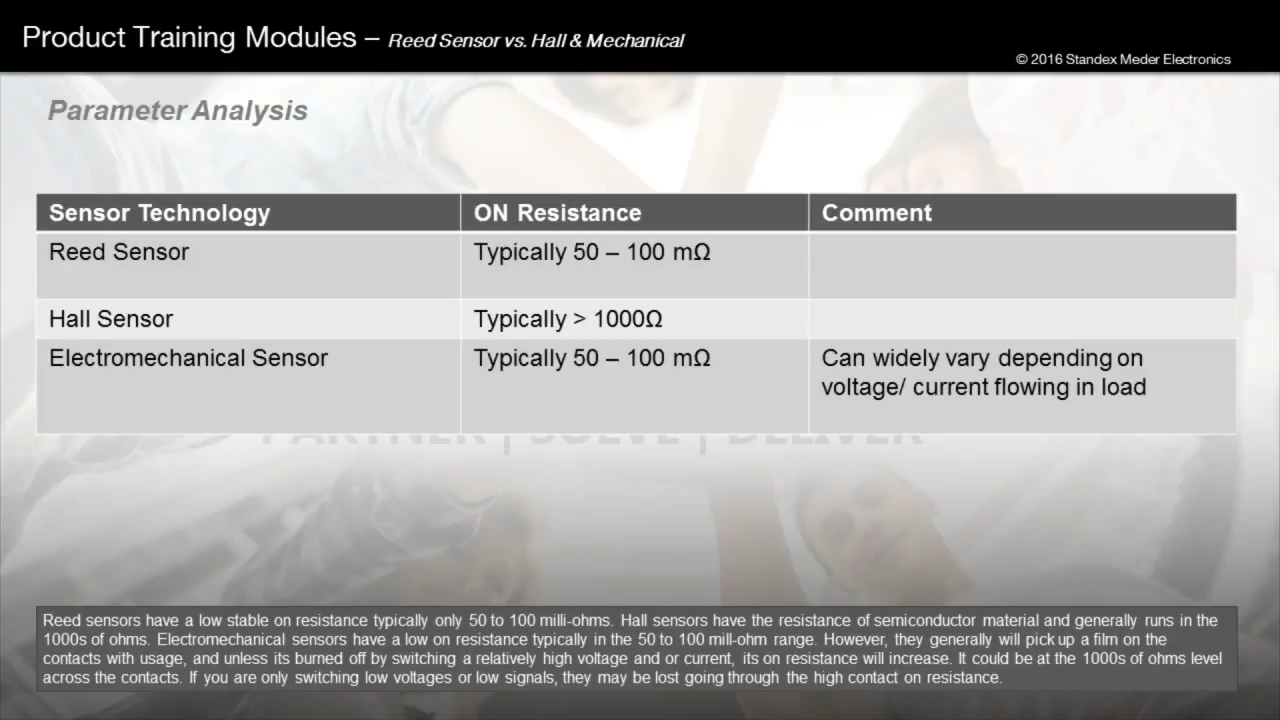 Product Training Modules – Reed Sensor vs. Hall & Mechanical
© 2016 Standex Meder Electronics
Parameter Analysis
Sensor Technology ON Resistance Comment
Reed Sensor Typically 50 – 100 mΩ
Hall Sensor Typically > 1000Ω
Electromechanical Sensor Typically 50 – 100 mΩ Can widely vary depending on
voltage/ current flowing in load
PARTNER | SOLVE | DELIVER
Reed sensors have a low stable on resistance typically only 50 to 100 milli-ohms. Hall sensors have the resistance of semiconductor material and generally runs in the
1000s of ohms. Electromechanical sensors have a low on resistance typically in the 50 to 100 mill-ohm range. However, they generally will pick up a film on the
contacts with usage, and unless its burned off by switching a relatively high voltage and or current, its on resistance will increase. It could be at the 1000s of ohms level
across the contacts. If you are only switching low voltages or low signals, they may be lost going through the high contact on resistance.